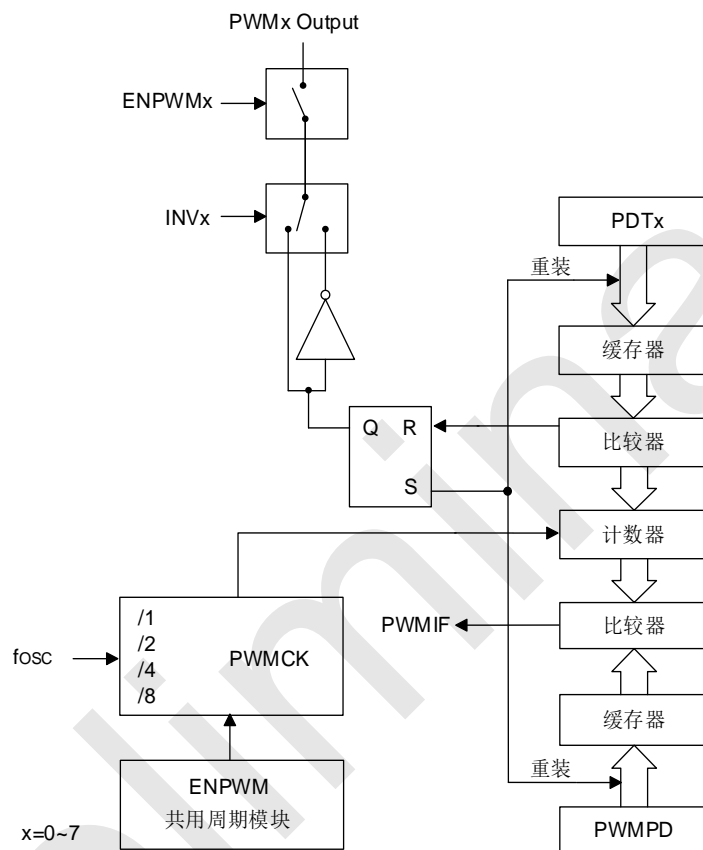 PWMx Output
ENPWMx
INVx
PDTx
重装
缓存器
Q R
S
比较器
计数器
/1
/2
/4
/8
PWMCK
fOSC
PWMIF
比较器
缓存器
ENPWM
共用周期模块
重装
PWMPD
x=0~7